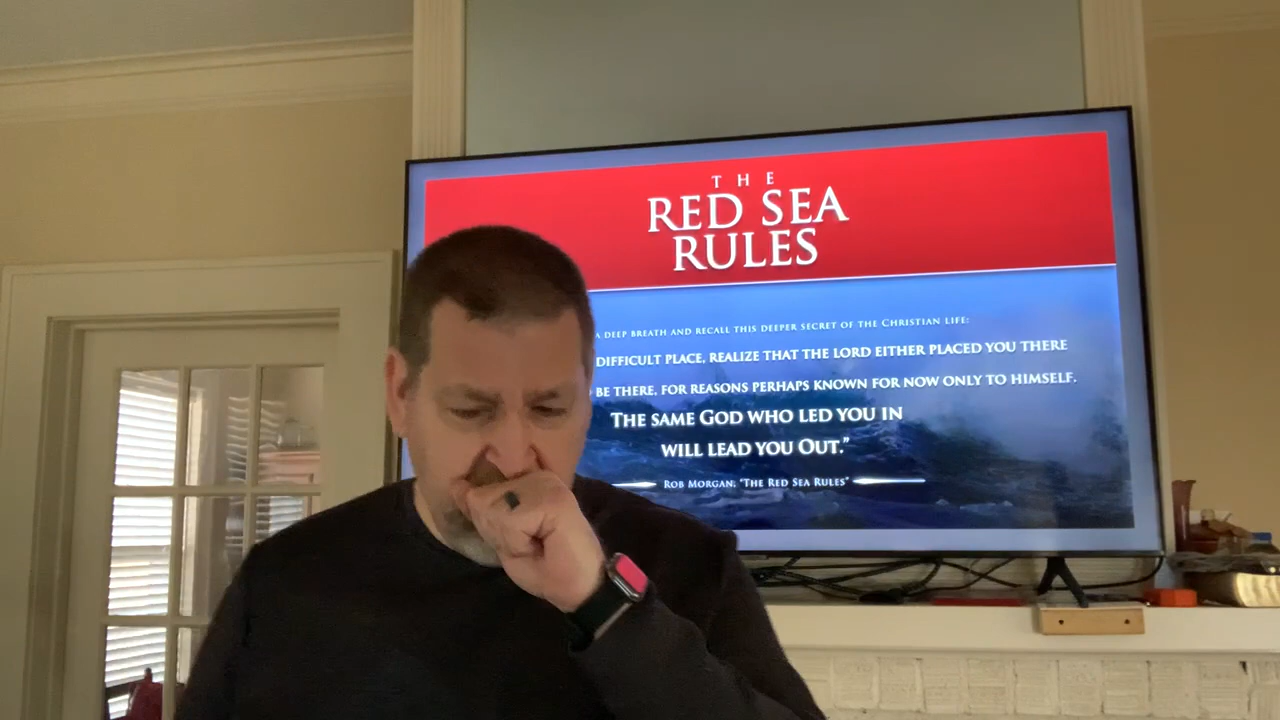 THE
RED SEA
RULES
A DEEP BREATH AND RECALL THIS DEEPER SECRET OF THE CHRISTIAN LIFE:
DIFFICULT PLACE, REALIZE THAT THE LORD EITHER PLACED YOU THERE
BE THERE, FOR REASONS PERHAPS KNOWN FOR NOW ONLY TO HIMSELF.
THE SAME GOD WHO LED YOU IN
WILL LEAD YOU OUT.”
ROB MORGAN, “THE RED SEA RULES”